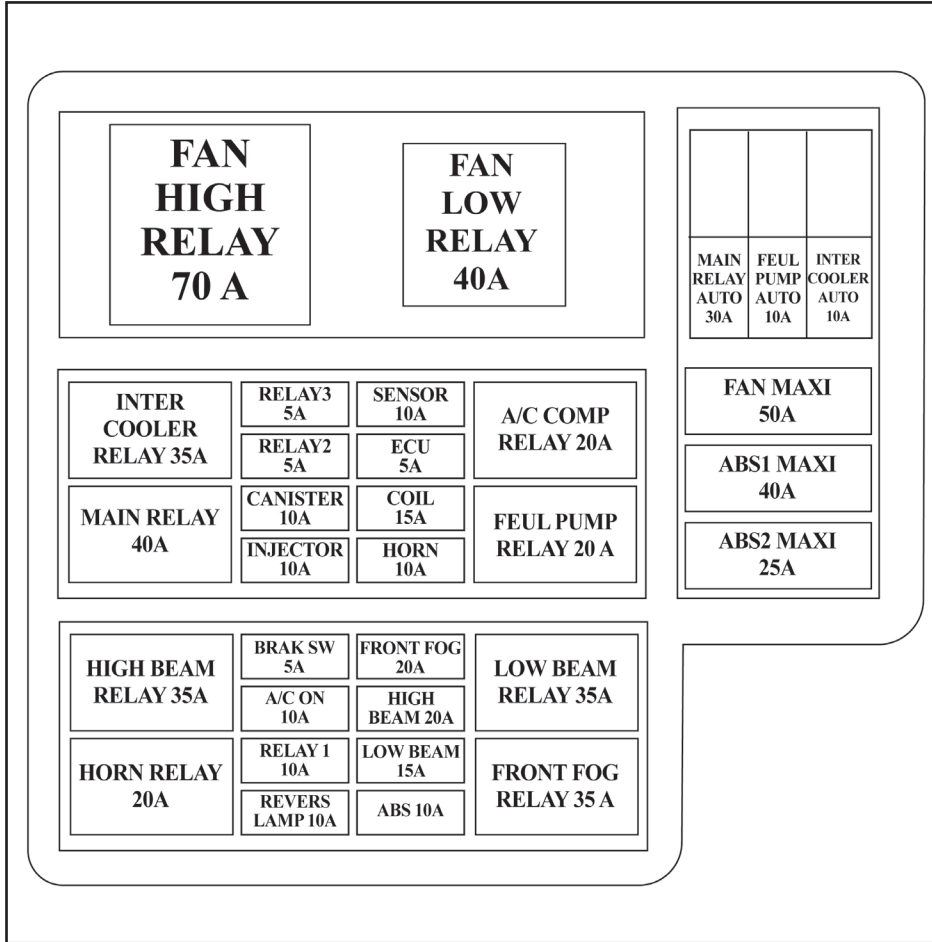 FAN
HIGH
RELAY
70 A
FAN
LOW
RELAY
40A
MAIN
RELAY
AUTO
30A
FEUL
PUMP
AUTO
10A
INTER
COOLER
AUTO
10A
FAN MAXI
50A
ABS1 MAXI
40A
ABS2 MAXI
25A
INTER
COOLER
RELAY 35A
RELAY3
5A
SENSOR
10A
A/C COMP
RELAY 20A
RELAY2
5A
ECU
5A
MAIN RELAY
40A
CANISTER
10A
COIL
15A
FEUL PUMP
RELAY 20 A
INJECTOR
10A
HORN
10A
HIGH BEAM
RELAY 35A
BRAK SW
5A
FRONT FOG
20A
LOW BEAM
RELAY 35A
A/C ON
10A
HIGH
BEAM 20A
HORN RELAY
20A
RELAY 1
10A
LOW BEAM
15A
FRONT FOG
RELAY 35 A
REVERS
LAMP 10A
ABS 10A